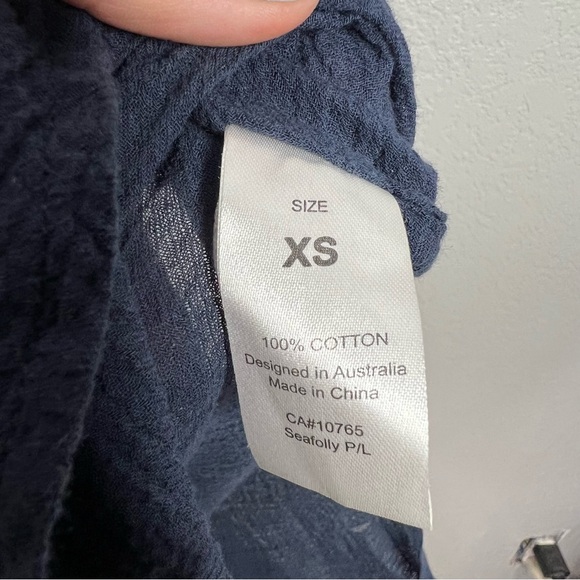 SIZE
XS
100% COTTON
Designed in Australia
Made in China
CA#10765
Seafolly P/L